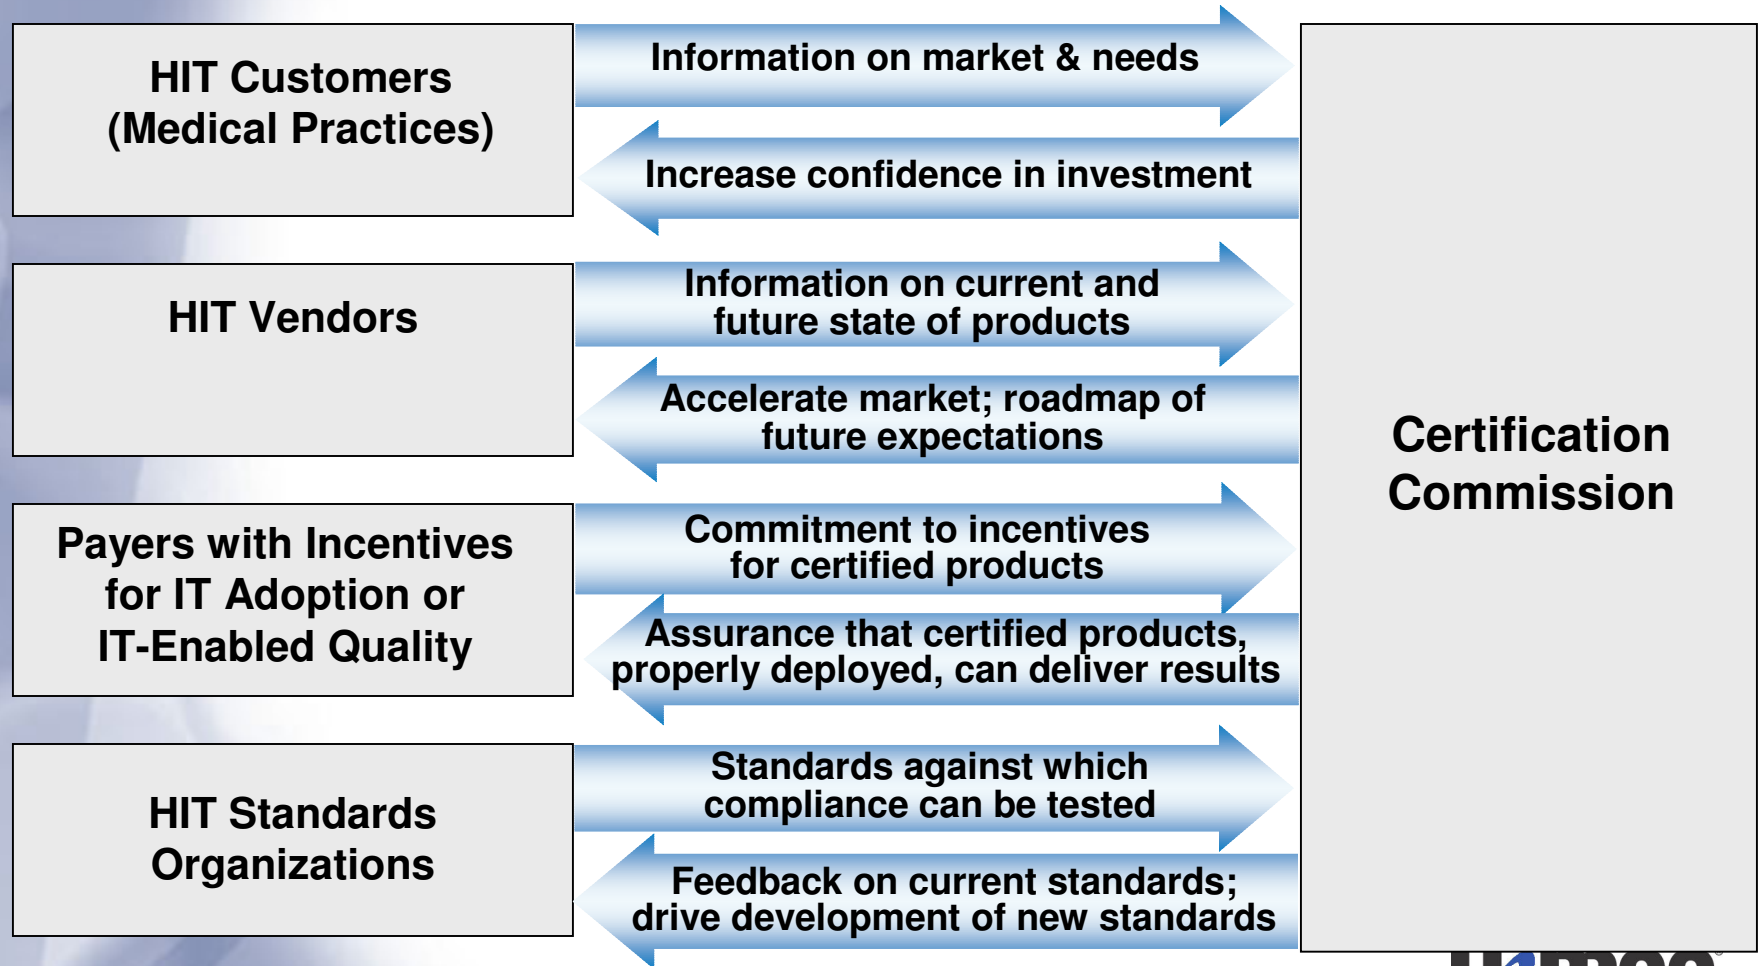 HIT Customers
(Medical Practices)
Information on market & needs
Increase confidence in investment
HIT Vendors
Information on current and
future state of products
Accelerate market; roadmap of
future expectations
Payers with Incentives
for IT Adoption or
IT-Enabled Quality
Commitment to incentives
for certified products
Assurance that certified products,
properly deployed, can deliver results
HIT Standards
Organizations
Standards against which
compliance can be tested
Feedback on current standards;
drive development of new standards
Certification
Commission